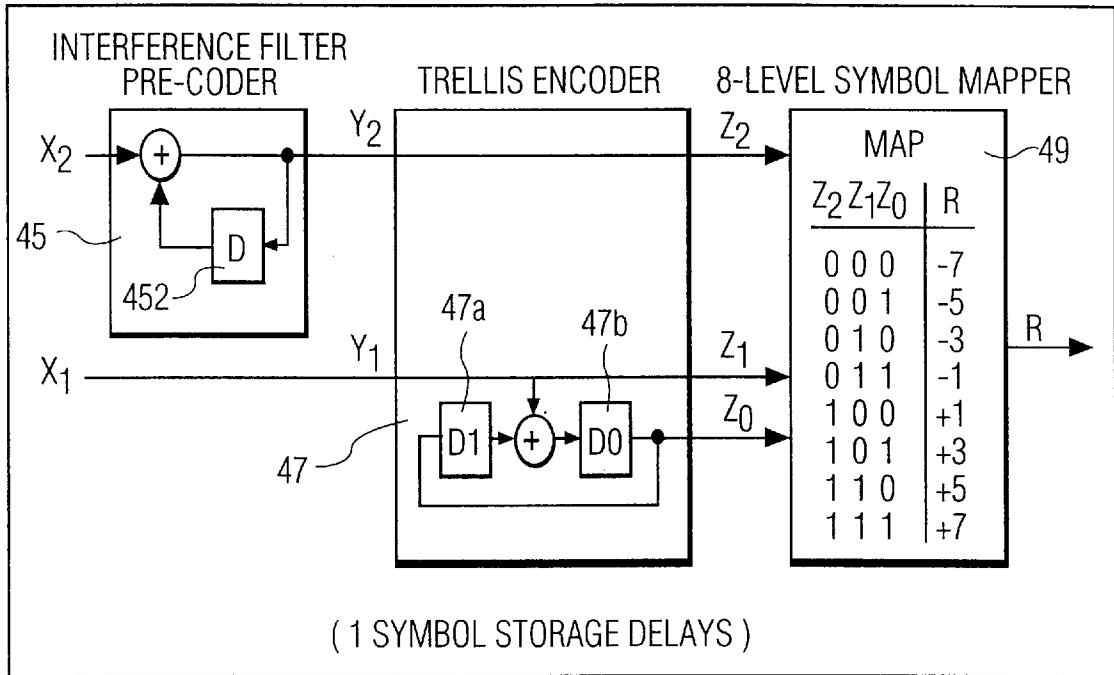 INTERFERENCE FILTER
PRE-CODER
TRELLIS ENCODER
8-LEVEL SYMBOL MAPPER
X2
+
Y2
Z2
MAP
49
Z2 Z1 Z0 R
0 0 0 -7
0 0 1 -5
0 1 0 -3
0 1 1 -1
1 0 0 +1
1 0 1 +3
1 1 0 +5
1 1 1 +7
45
D
452
47a
47b
X1
Y1
Z1
R
D1
+
D0
Z0
47
( 1 SYMBOL STORAGE DELAYS )